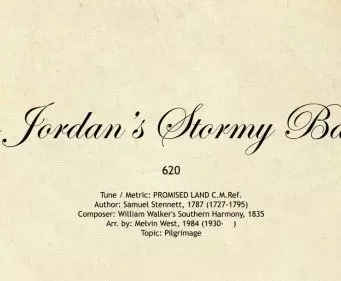 Jordan's Stormy Ba
620
Tune / Metric: PROMISED LAND C.M.Ref.
Author: Samuel Stennett, 1787 (1727-1795)
Composer: William Walker's Southern Harmony, 1835
Arr. by: Melvin West, 1984 (1930- )
Topic: Pilgrimage